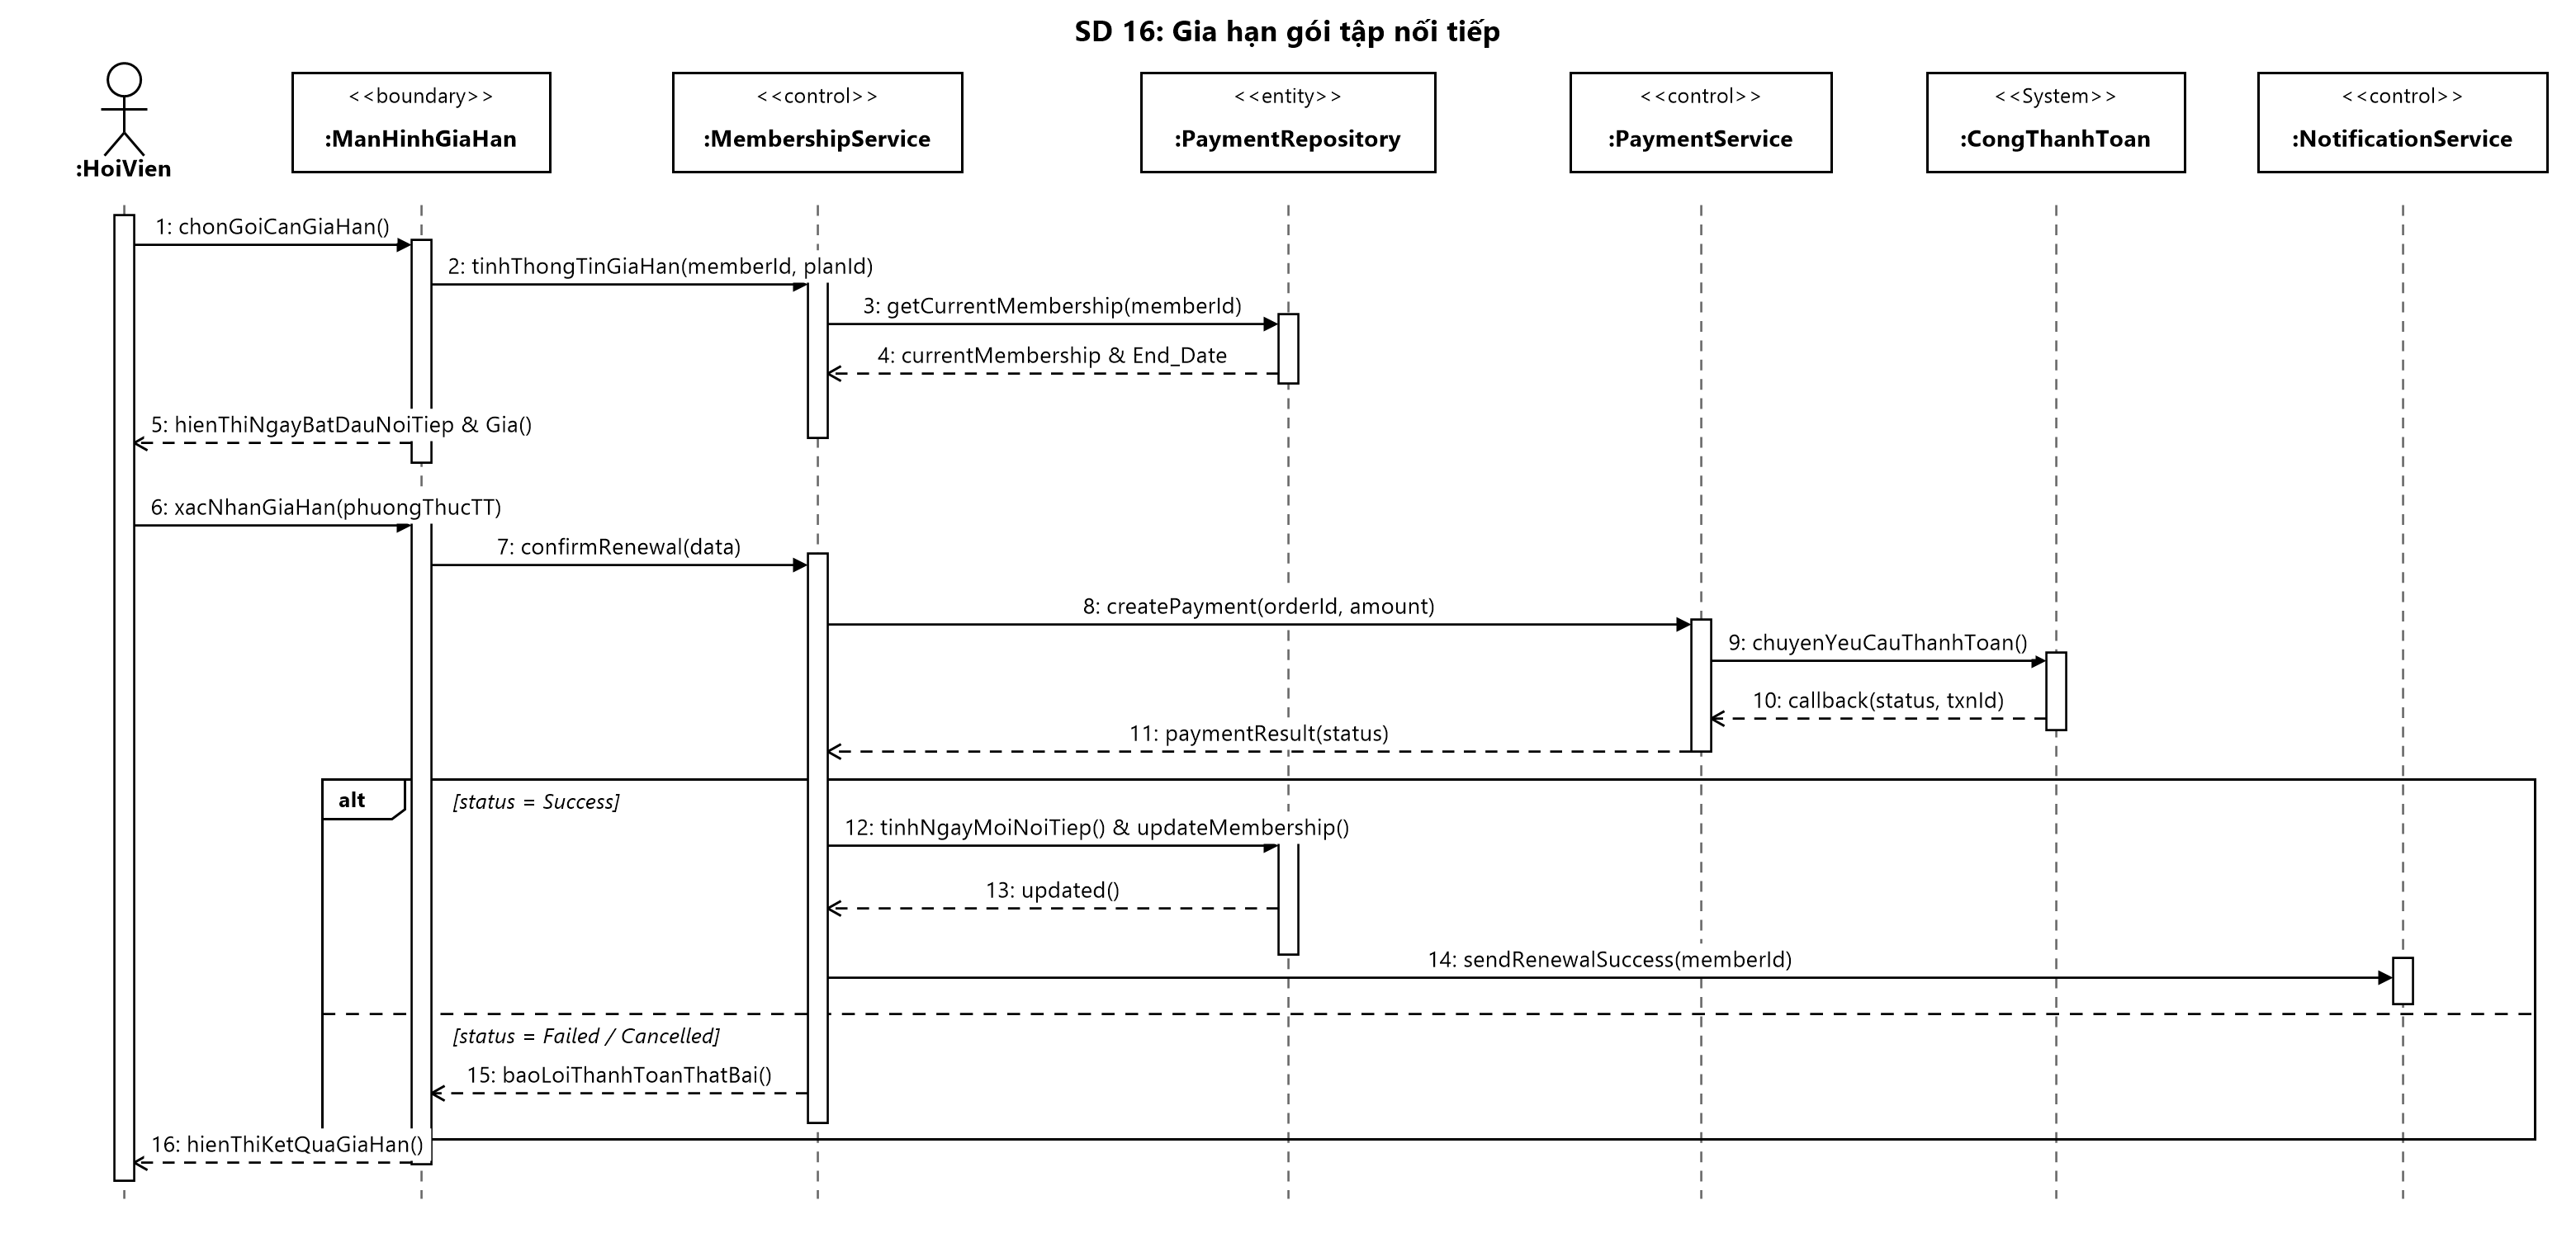 SD 16: Gia hạn gói tập nối tiếp
:HoiVien
<<boundary>>
:ManHinhGiaHan
<<control>>
:MembershipService
<<entity>>
:PaymentRepository
<<control>>
:PaymentService
<<System>>
:CongThanhToan
<<control>>
:NotificationService
1: chonGoiCanGiaHan()
2: tinhThongTinGiaHan(memberId, planId)
3: getCurrentMembership(memberId)
4: currentMembership & End_Date
5: hienThiNgayBatDauNoiTiep & Gia()
6: xacNhanGiaHan(phuongThucTT)
7: confirmRenewal(data)
8: createPayment(orderId, amount)
9: chuyenYeuCauThanhToan()
10: callback(status, txnId)
11: paymentResult(status)
alt
[status = Success]
12: tinhNgayMoiNoiTiep() & updateMembership()
13: updated()
14: sendRenewalSuccess(memberId)
[status = Failed / Cancelled]
15: baoLoiThanhToanThatBai()
16: hienThiKetQuaGiaHan()